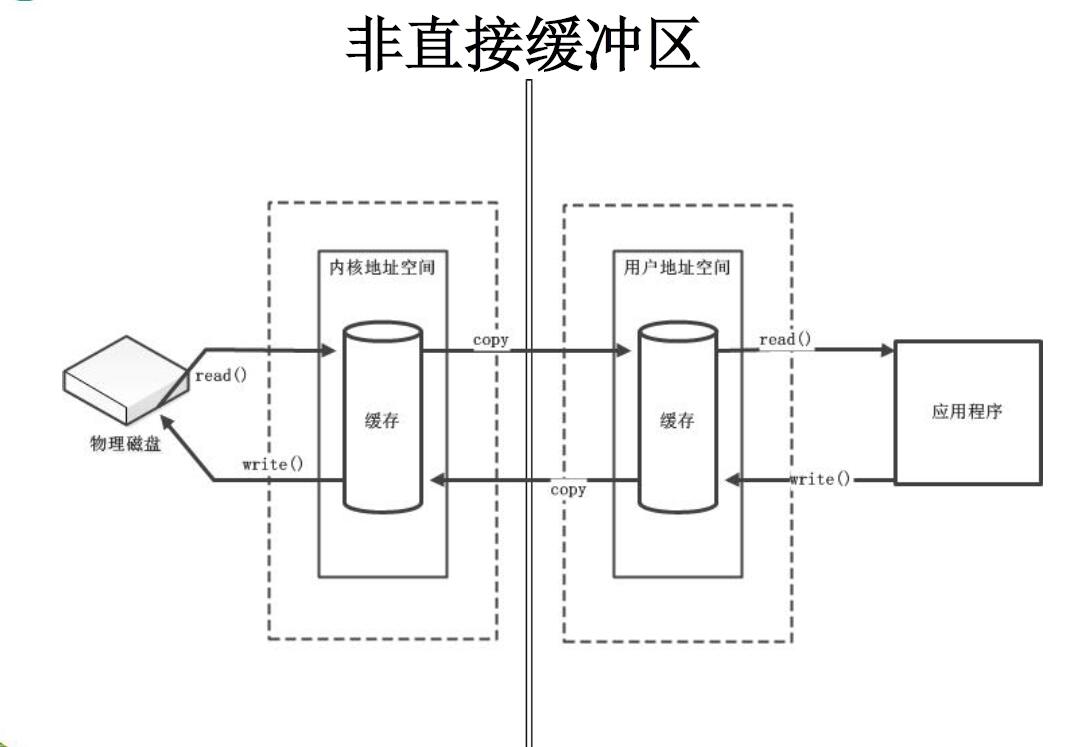 非直接缓冲区
内核地址空间
用户地址空间
copy
read()
read()
缓存
缓存
应用程序
物理磁盘
write()
copy
write()